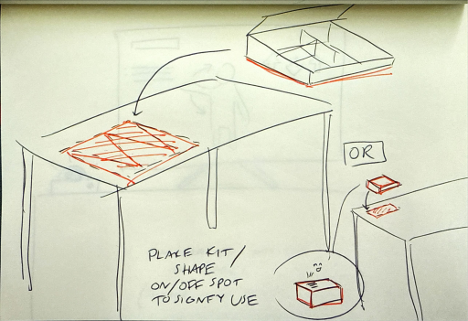 OR
PLACE KIT /
SHAPE
ON/OFF SPOT
TO SIGNIFY USE